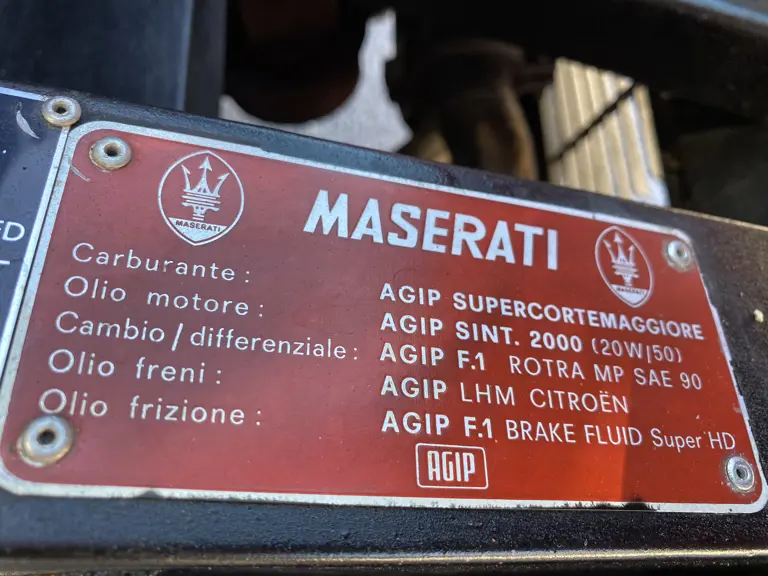 ED
MASERATI
MASERATI
MASERATI
Carburante : AGIP SUPERCORTEMAGGIORE
Olio motore : AGIP SINT. 2000 (20W/50)
Cambio/differenziale : AGIP F.1 ROTRA MP SAE 90
Olio freni : AGIP LHM CITROËN
Olio frizione : AGIP F.1 BRAKE FLUID Super HD
AGIP